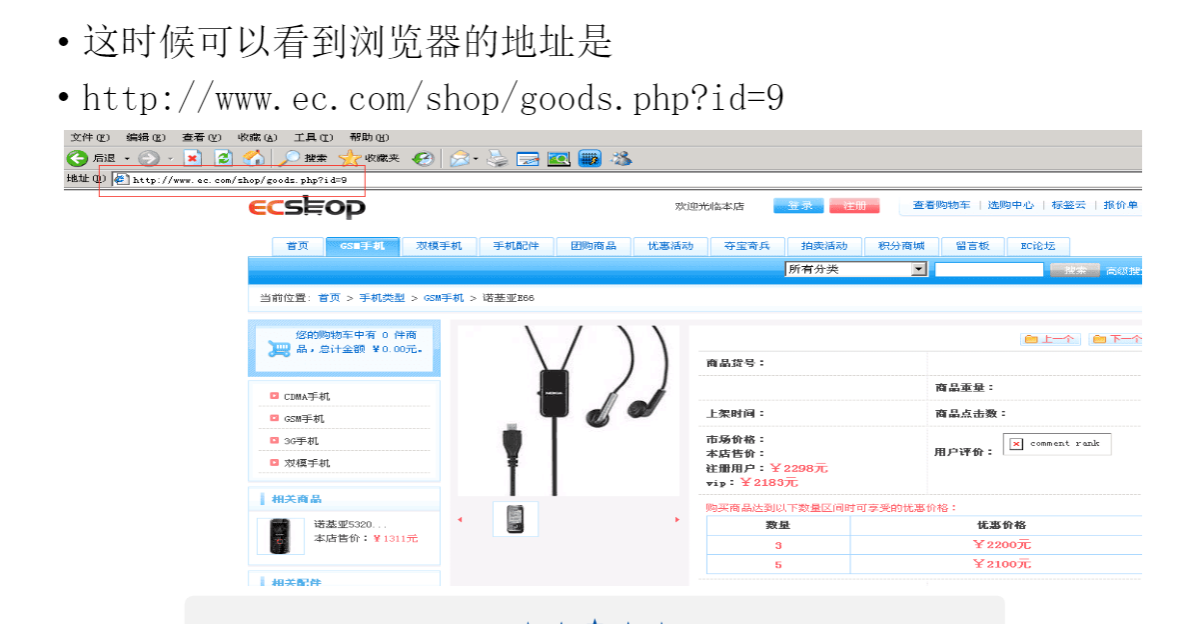 • 这时候可以看到浏览器的地址是
• http://www.ec.com/shop/goods.php?id=9
文件(F) 编辑(E) 查看(V) 收藏(A) 工具(T) 帮助(H)
后退 搜索 收藏夹
地址(D) http://www.ec.com/shop/goods.php?id=9
ecshop 欢迎光临本店 登录 注册 查看购物车 | 选购中心 | 标签云 | 报价单
首页 GSM手机 双模手机 手机配件 团购商品 优惠活动 夺宝奇兵 拍卖活动 积分商城 留言板 EC论坛
所有分类 搜索 高级搜
当前位置: 首页 > 手机类型 > GSM手机 > 诺基亚E66
您的购物车中有 0 件商
品，总计金额 ￥0.00元。
上一个 下一个
商品货号：
商品重量：
CDMA手机
上架时间： 商品点击数：
GSM手机
3G手机
双模手机
市场价格：
本店售价：
注册用户：￥2298元
vip：￥2183元
用户评价： comment rank
相关商品
诺基亚5320...
本店售价：￥1311元
购买商品达到以下数量区间时可享受的优惠价格：
数量 优惠价格
3 ￥2200元
5 ￥2100元
相关配件